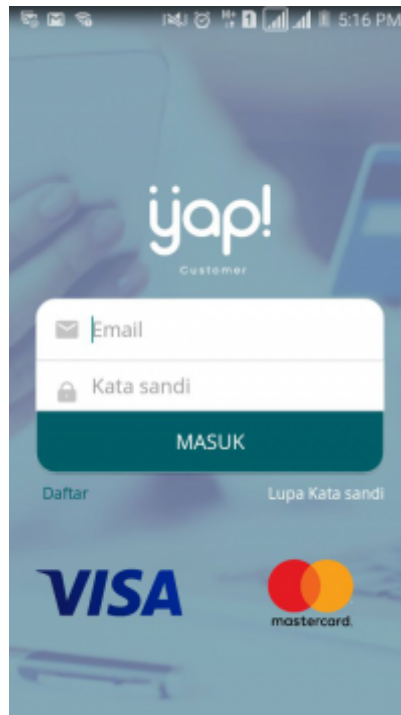 5:16 PM
yap!
Customer
Email
Kata sandi
MASUK
Daftar
Lupa Kata sandi
VISA
mastercard.